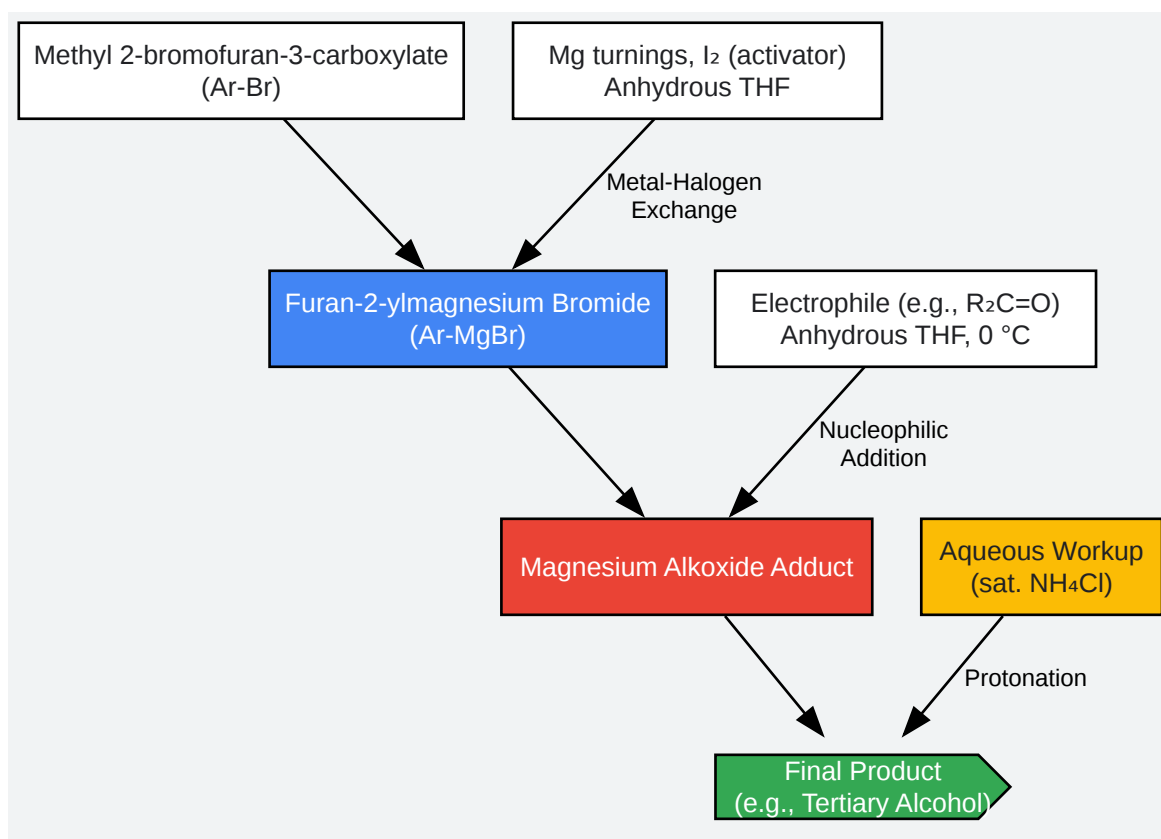 Methyl 2-bromofuran-3-carboxylate
(Ar-Br)
Mg turnings, I₂ (activator)
Anhydrous THF
Metal-Halogen
Exchange
Furan-2-ylmagnesium Bromide
(Ar-MgBr)
Electrophile (e.g., R₂C=O)
Anhydrous THF, 0 °C
Nucleophilic
Addition
Magnesium Alkoxide Adduct
Aqueous Workup
(sat. NH₄Cl)
Protonation
Final Product
(e.g., Tertiary Alcohol)